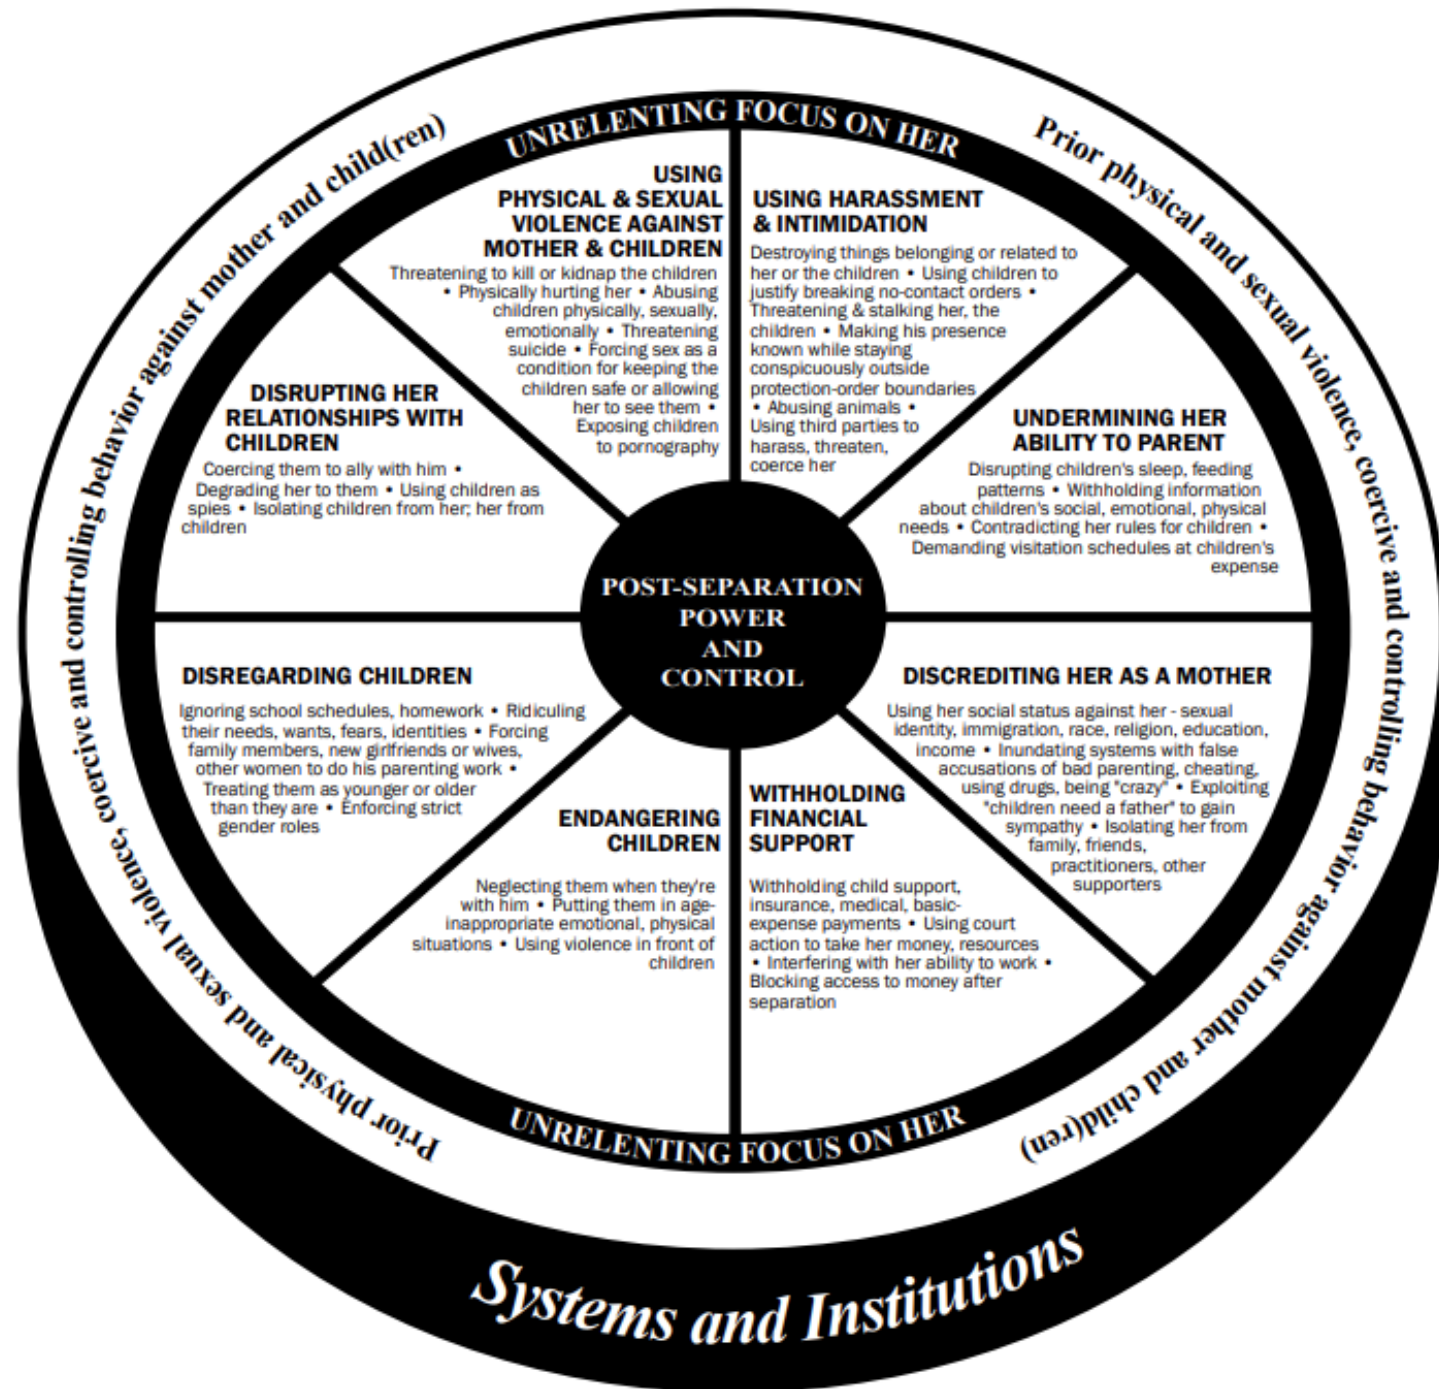 Prior physical and sexual violence, coercive and controlling behavior against mother and child(ren)
Prior physical and sexual violence, coercive and controlling behavior against mother and child(ren)
UNRELENTING FOCUS ON HER
USING
PHYSICAL & SEXUAL
VIOLENCE AGAINST
MOTHER & CHILDREN
Threatening to kill or kidnap the children
• Physically hurting her • Abusing
children physically, sexually,
emotionally • Threatening
suicide • Forcing sex as a
condition for keeping the
children safe or allowing
her to see them •
Exposing children
to pornography
USING HARASSMENT
& INTIMIDATION
Destroying things belonging or related to
her or the children • Using children to
justify breaking no-contact orders •
Threatening & stalking her, the
children • Making his presence
known while staying
conspicuously outside
protection-order boundaries
• Abusing animals •
Using third parties to
harass, threaten,
coerce her
UNDERMINING HER
ABILITY TO PARENT
Disrupting children's sleep, feeding
patterns • Withholding information
about children's social, emotional, physical
needs • Contradicting her rules for children •
Demanding visitation schedules at children's
expense
DISCREDITING HER AS A MOTHER
Using her social status against her - sexual
identity, immigration, race, religion, education,
income • Inundating systems with false
accusations of bad parenting, cheating,
using drugs, being "crazy" • Exploiting
"children need a father" to gain
sympathy • Isolating her from
family, friends,
practitioners, other
supporters
WITHHOLDING
FINANCIAL
SUPPORT
Withholding child support,
insurance, medical, basic-
expense payments • Using court
action to take her money, resources
• Interfering with her ability to work •
Blocking access to money after
separation
ENDANGERING
CHILDREN
Neglecting them when they're
with him • Putting them in age-
inappropriate emotional, physical
situations • Using violence in front of
children
DISREGARDING CHILDREN
Ignoring school schedules, homework • Ridiculing
their needs, wants, fears, identities • Forcing
family members, new girlfriends or wives,
other women to do his parenting work •
Treating them as younger or older
than they are • Enforcing strict
gender roles
DISRUPTING HER
RELATIONSHIPS WITH
CHILDREN
Coercing them to ally with him •
Degrading her to them • Using children as
spies • Isolating children from her; her from
children
POST-SEPARATION
POWER
AND
CONTROL
UNRELENTING FOCUS ON HER
Systems and Institutions